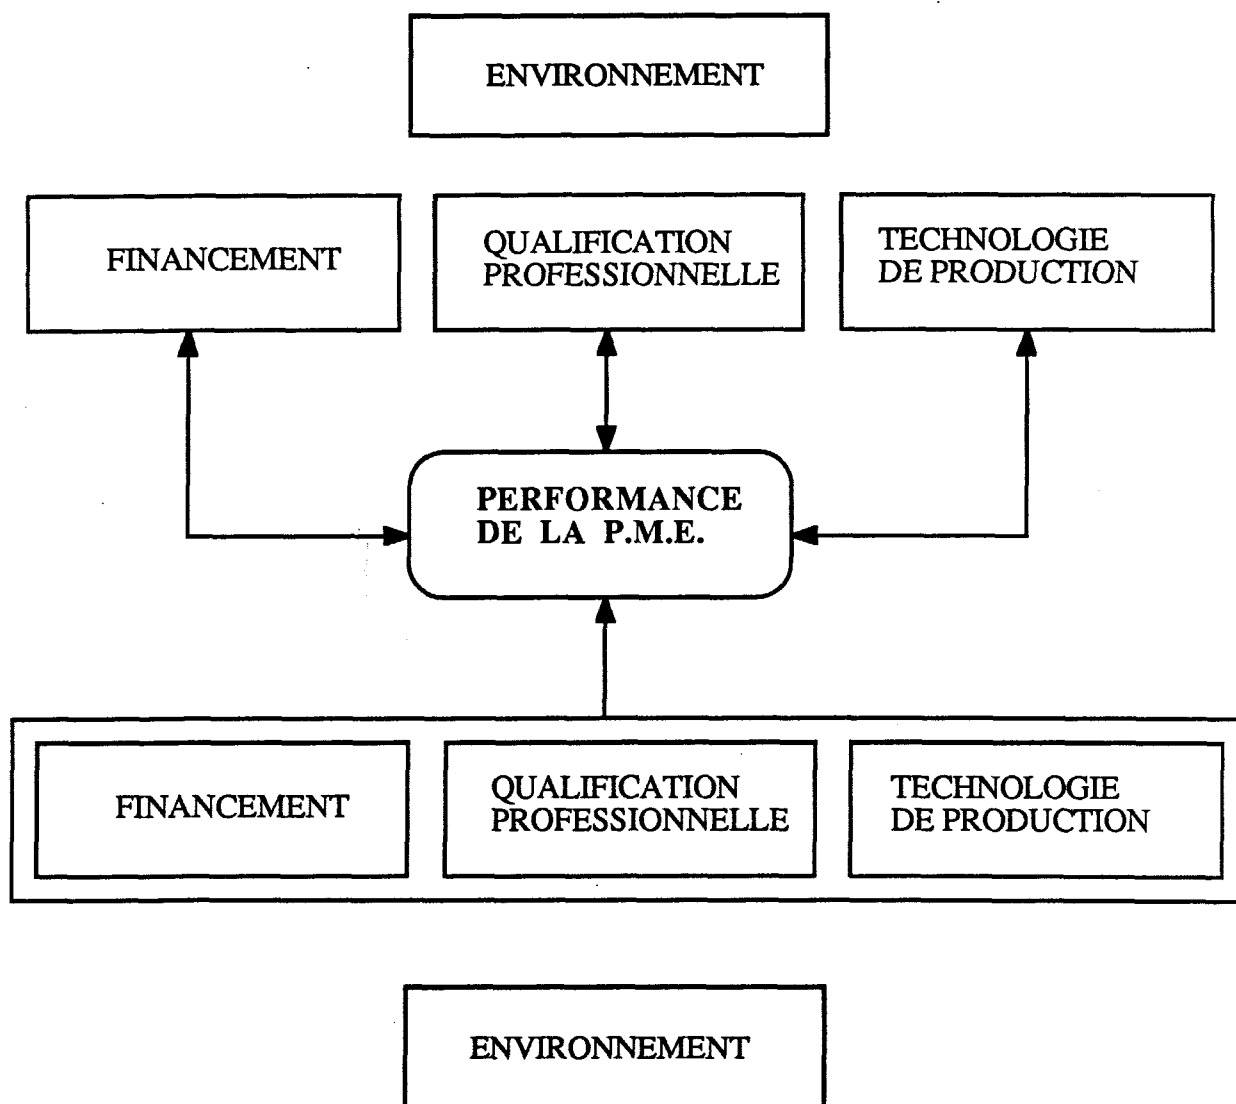 ENVIRONNEMENT
FINANCEMENT
QUALIFICATION
PROFESSIONNELLE
TECHNOLOGIE
DE PRODUCTION
PERFORMANCE
DE LA P.M.E.
FINANCEMENT
QUALIFICATION
PROFESSIONNELLE
TECHNOLOGIE
DE PRODUCTION
ENVIRONNEMENT